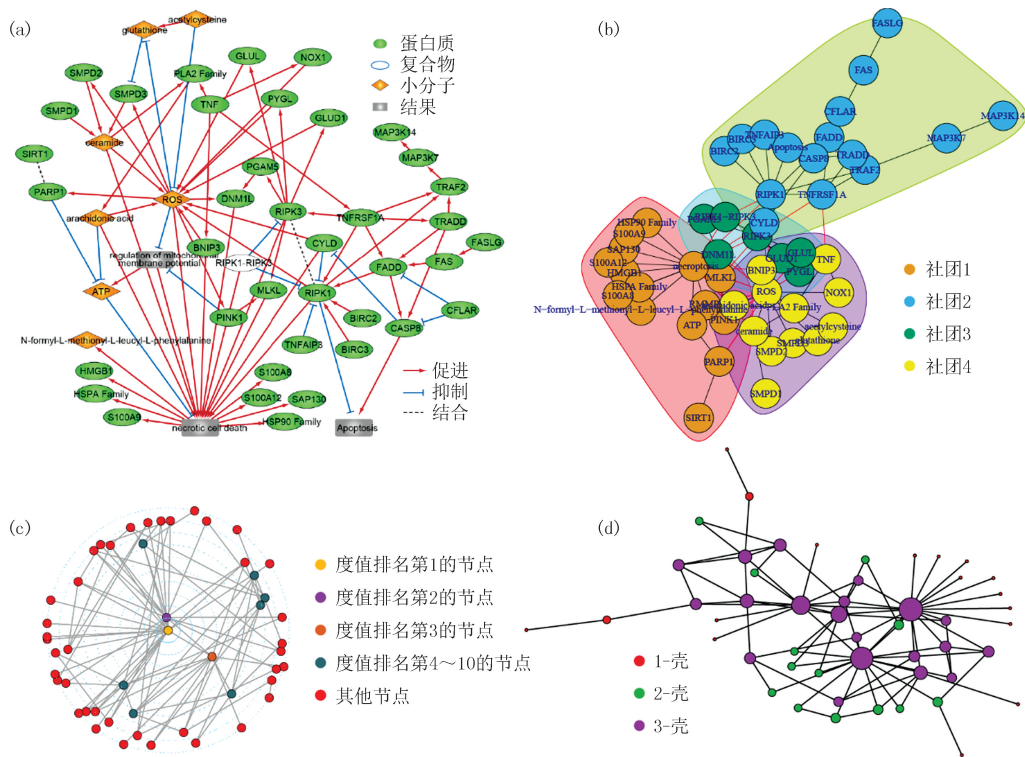 (a)
acetylcysteine
glutathione
GLUL
NOX1
SMPD2
PLA2 Family
SMPD3
TNF
PYGL
SMPD1
GLUD1
ceramide
MAP3K14
SIRT1
PGAM5
MAP3K7
PARP1
ROS
DNM1L
TRAF2
arachidonic acid
RIPK3
TNFRSF1A
TRADD
BNIP3
CYLD
FASLG
regulation of mitochondrial
membrane potential
RIPK1-RIPK3
FADD
FAS
ATP
MLKL
RIPK1
CFLAR
PINK1
BIRC2
CASP8
N-formyl-L-methionyl-L-leucyl-L-phenylalanine
TNFAIP3
BIRC3
HMGB1
S100A8
HSPA Family
S100A12
SAP130
S100A9
necrotic cell death
HSP90 Family
Apoptosis
蛋白质
复合物
小分子
结果
促进
抑制
结合
(b)
FASLG
FAS
CFLAR
MAP3K14
TNFAIP3
BIRC3
FADD
MAP3K7
BIRC2
Apoptosis
CASP8
TRADD
TRAF2
RIPK1
TNFRSF1A
HSP90 Family
RIPK1-RIPK3
S100A9
CYLD
RIPK3
SAP130
DNM1L
GLUL
S100A12
necroptosis
GLUD1
TNF
HMGB1
BNIP3
PYGL
HSPA Family
MLKL
S100A8
ROS
NOX1
N-formyl-L-methionyl-L-leucyl-L-phenylalanine
PLA2 Family
ATP
PINK1
ceramide
acetylcysteine
glutathione
SMPD3
SMPD2
PARP1
SMPD1
SIRT1
社团1
社团2
社团3
社团4
(c)
度值排名第1的节点
度值排名第2的节点
度值排名第3的节点
度值排名第4～10的节点
其他节点
(d)
1-壳
2-壳
3-壳